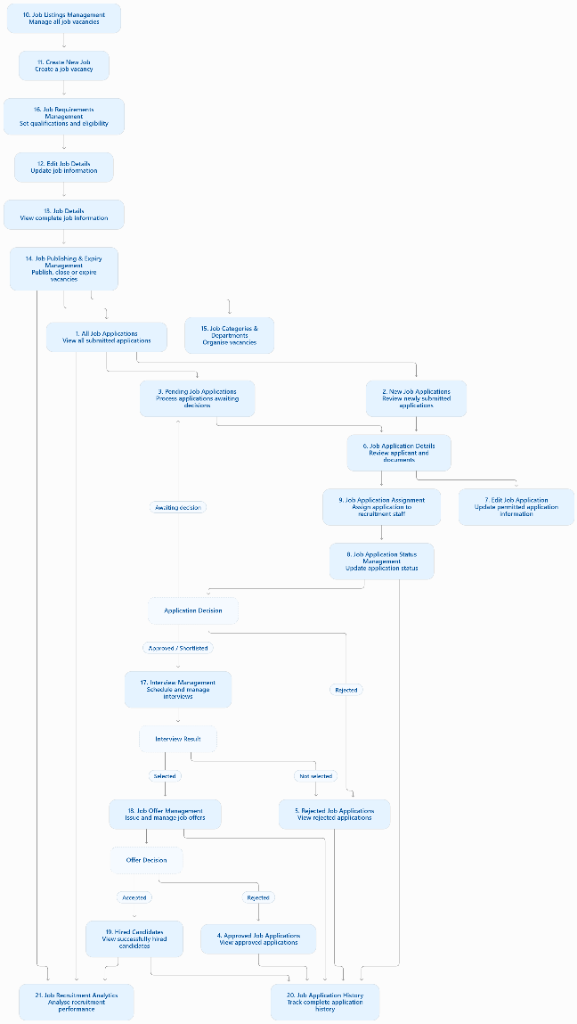 10. Job Listings Management
Manage all job vacancies
11. Create New Job
Create a job vacancy
16. Job Requirements
Management
Set qualifications and eligibility
12. Edit Job Details
Update job information
13. Job Details
View complete job information
14. Job Publishing & Expiry
Management
Publish, close or expire
vacancies
1. All Job Applications
View all submitted applications
15. Job Categories &
Departments
Organise vacancies
3. Pending Job Applications
Process applications awaiting
decisions
2. New Job Applications
Review newly submitted
applications
6. Job Application Details
Review applicant and
documents
Awaiting decision
9. Job Application Assignment
Assign application to
recruitment staff
7. Edit Job Application
Update permitted application
information
8. Job Application Status
Management
Update application status
Application Decision
Approved / Shortlisted
17. Interview Management
Schedule and manage
interviews
Rejected
Interview Result
Selected
Not selected
18. Job Offer Management
Issue and manage job offers
5. Rejected Job Applications
View rejected applications
Offer Decision
Accepted
Rejected
19. Hired Candidates
View successfully hired
candidates
4. Approved Job Applications
View approved applications
21. Job Recruitment Analytics
Analyse recruitment
performance
20. Job Application History
Track complete application
history